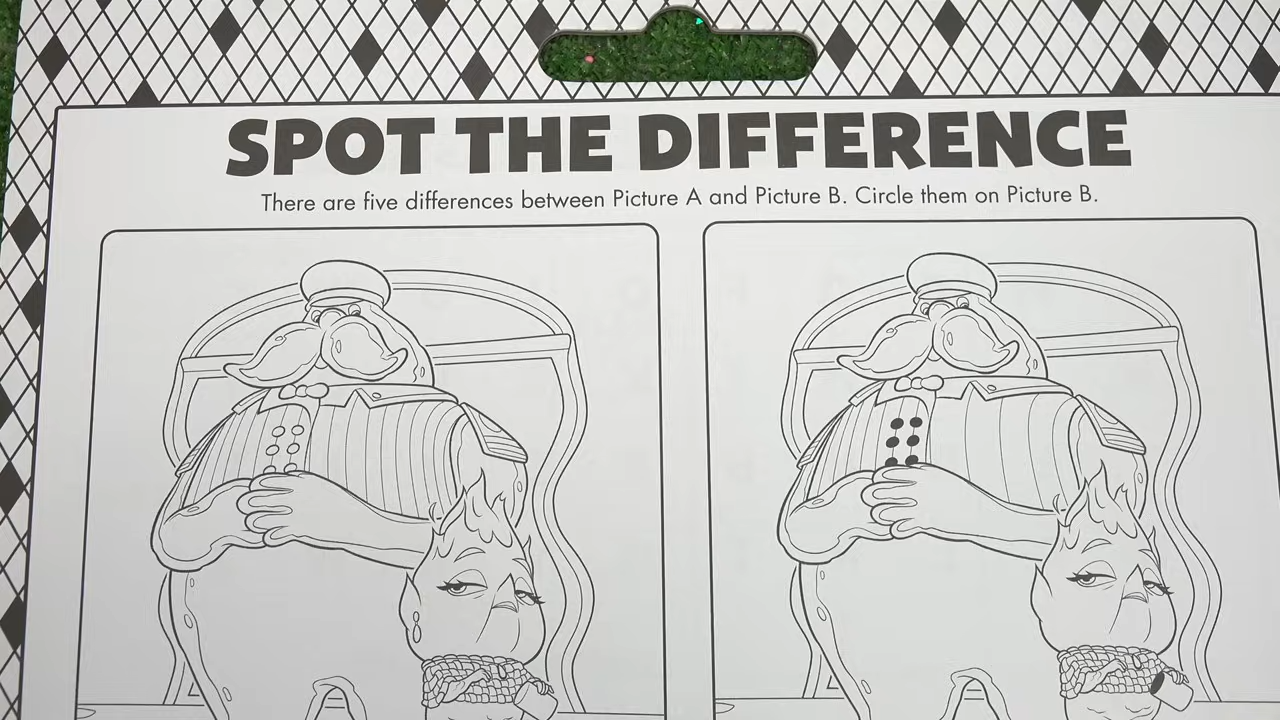 SPOT THE DIFFERENCE
There are five differences between Picture A and Picture B. Circle them on Picture B.